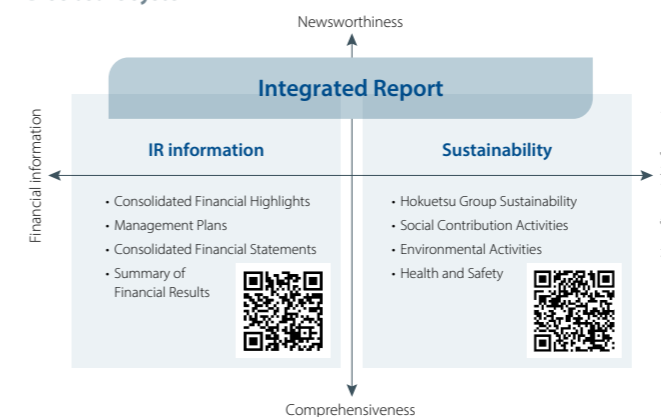 Newsworthiness
Integrated Report
Financial information
IR information
• Consolidated Financial Highlights
• Management Plans
• Consolidated Financial Statements
• Summary of
Financial Results
Sustainability
• Hokuetsu Group Sustainability
• Social Contribution Activities
• Environmental Activities
• Health and Safety
Comprehensiveness